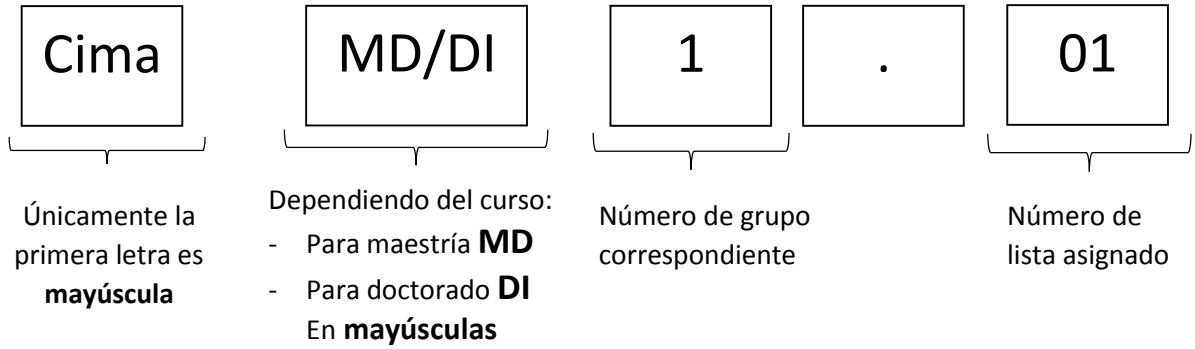 Cima MD/DI 1 . 01
Únicamente la
primera letra es
mayúscula
Dependiendo del curso:
- Para maestría MD
- Para doctorado DI
En mayúsculas
Número de grupo
correspondiente
Número de
lista asignado